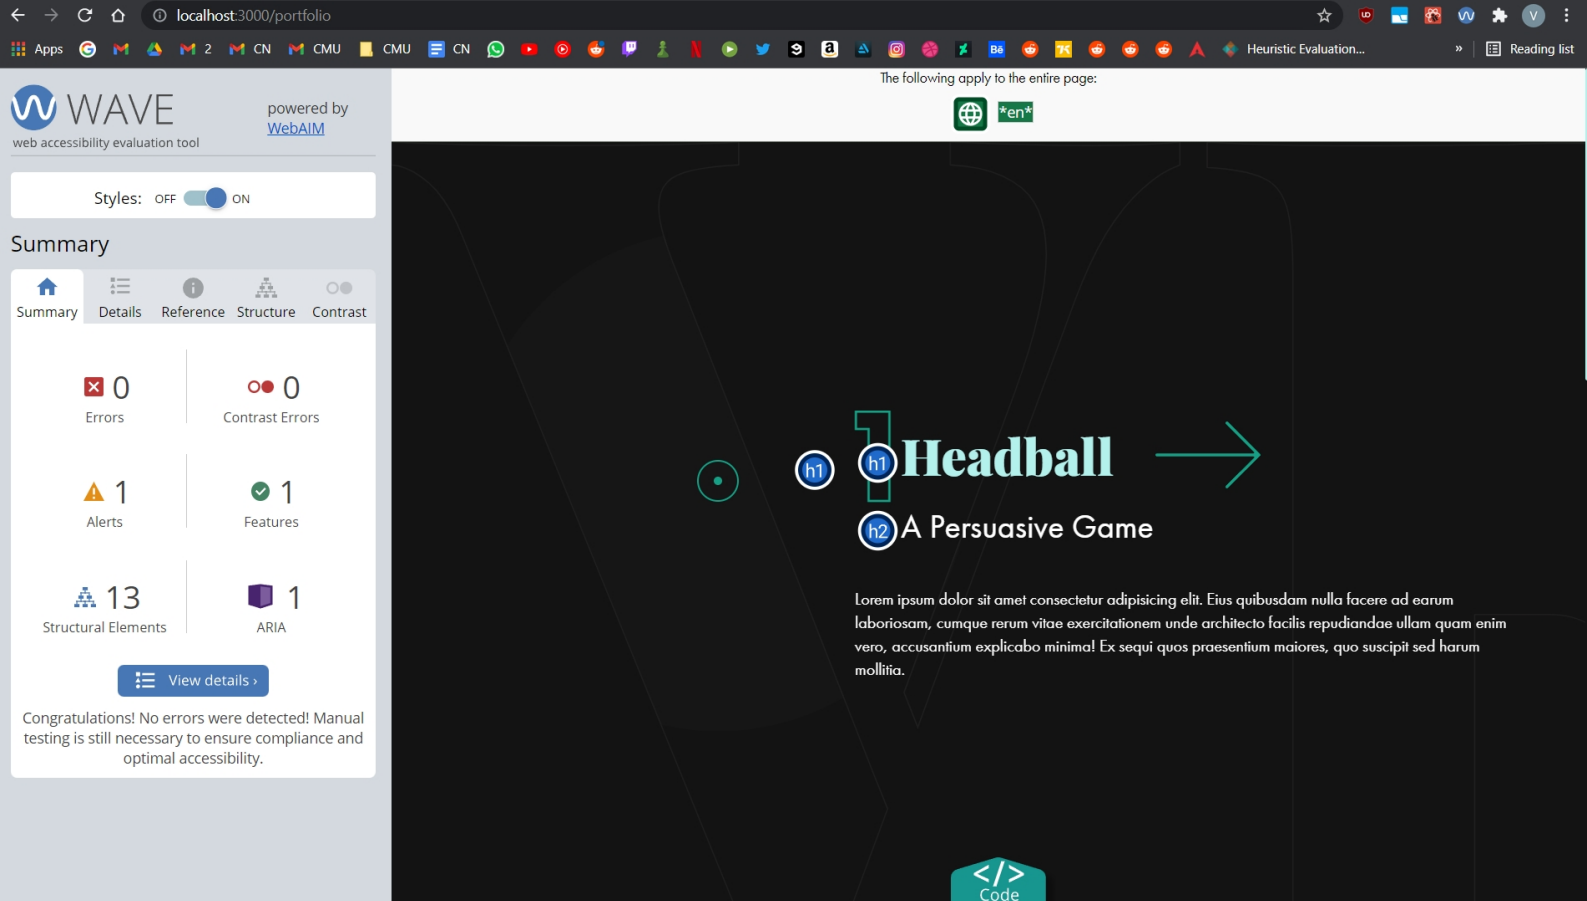 localhost:3000/portfolio
V
Apps
2
CN
CMU
CMU
CN
Bē
Heuristic Evaluation...
»
Reading list
WAVE
web accessibility evaluation tool
powered by
WebAIM
Styles: OFF ON
Summary
Summary
Details
Reference
Structure
Contrast
0
Errors
0
Contrast Errors
1
Alerts
1
Features
13
Structural Elements
1
ARIA
View details ›
Congratulations! No errors were detected! Manual
testing is still necessary to ensure compliance and
optimal accessibility.
The following apply to the entire page:
*en*
1
h1
h1 Headball
h2 A Persuasive Game
Lorem ipsum dolor sit amet consectetur adipisicing elit. Eius quibusdam nulla facere ad earum
laboriosam, cumque rerum vitae exercitationem unde architecto facilis repudiandae ullam quam enim
vero, accusantium explicabo minima! Ex sequi quos praesentium maiores, quo suscipit sed harum
mollitia.
</>
Code